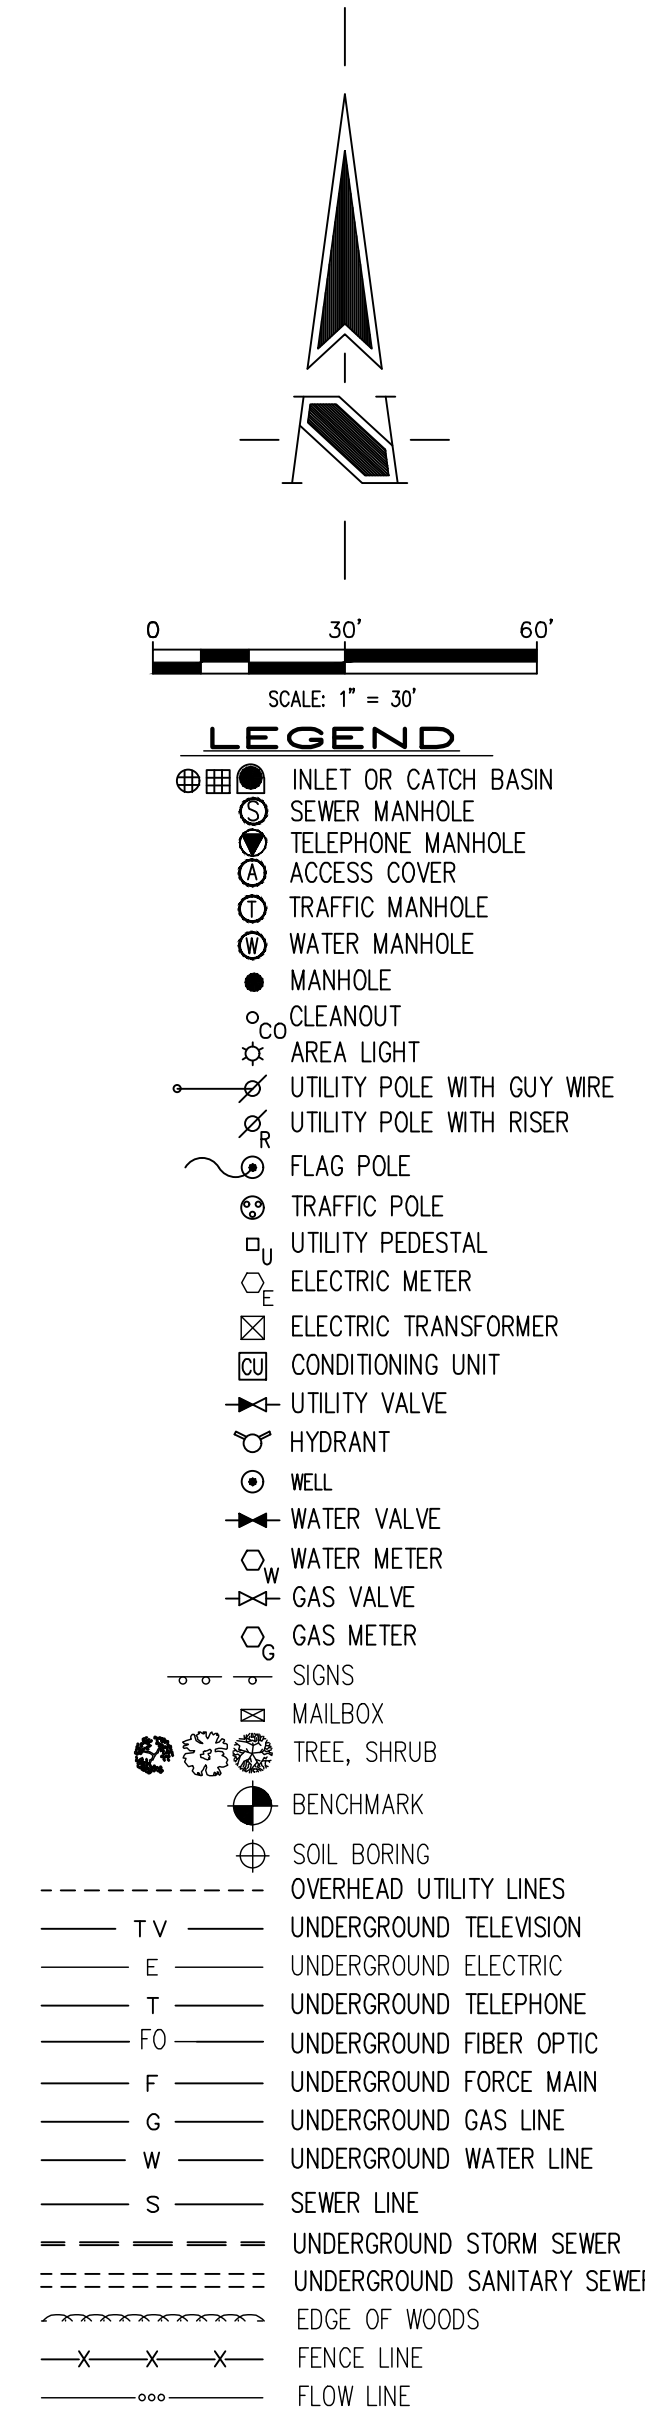 N
0 30' 60'
SCALE: 1" = 30'
LEGEND
INLET OR CATCH BASIN
S SEWER MANHOLE
TELEPHONE MANHOLE
A ACCESS COVER
T TRAFFIC MANHOLE
W WATER MANHOLE
MANHOLE
CO CLEANOUT
AREA LIGHT
UTILITY POLE WITH GUY WIRE
R UTILITY POLE WITH RISER
FLAG POLE
TRAFFIC POLE
U UTILITY PEDESTAL
E ELECTRIC METER
ELECTRIC TRANSFORMER
CU CONDITIONING UNIT
UTILITY VALVE
HYDRANT
WELL
WATER VALVE
W WATER METER
GAS VALVE
G GAS METER
SIGNS
MAILBOX
TREE, SHRUB
BENCHMARK
SOIL BORING
OVERHEAD UTILITY LINES
TV UNDERGROUND TELEVISION
E UNDERGROUND ELECTRIC
T UNDERGROUND TELEPHONE
FO UNDERGROUND FIBER OPTIC
F UNDERGROUND FORCE MAIN
G UNDERGROUND GAS LINE
W UNDERGROUND WATER LINE
S SEWER LINE
UNDERGROUND STORM SEWER
UNDERGROUND SANITARY SEWER
EDGE OF WOODS
X X X FENCE LINE
FLOW LINE